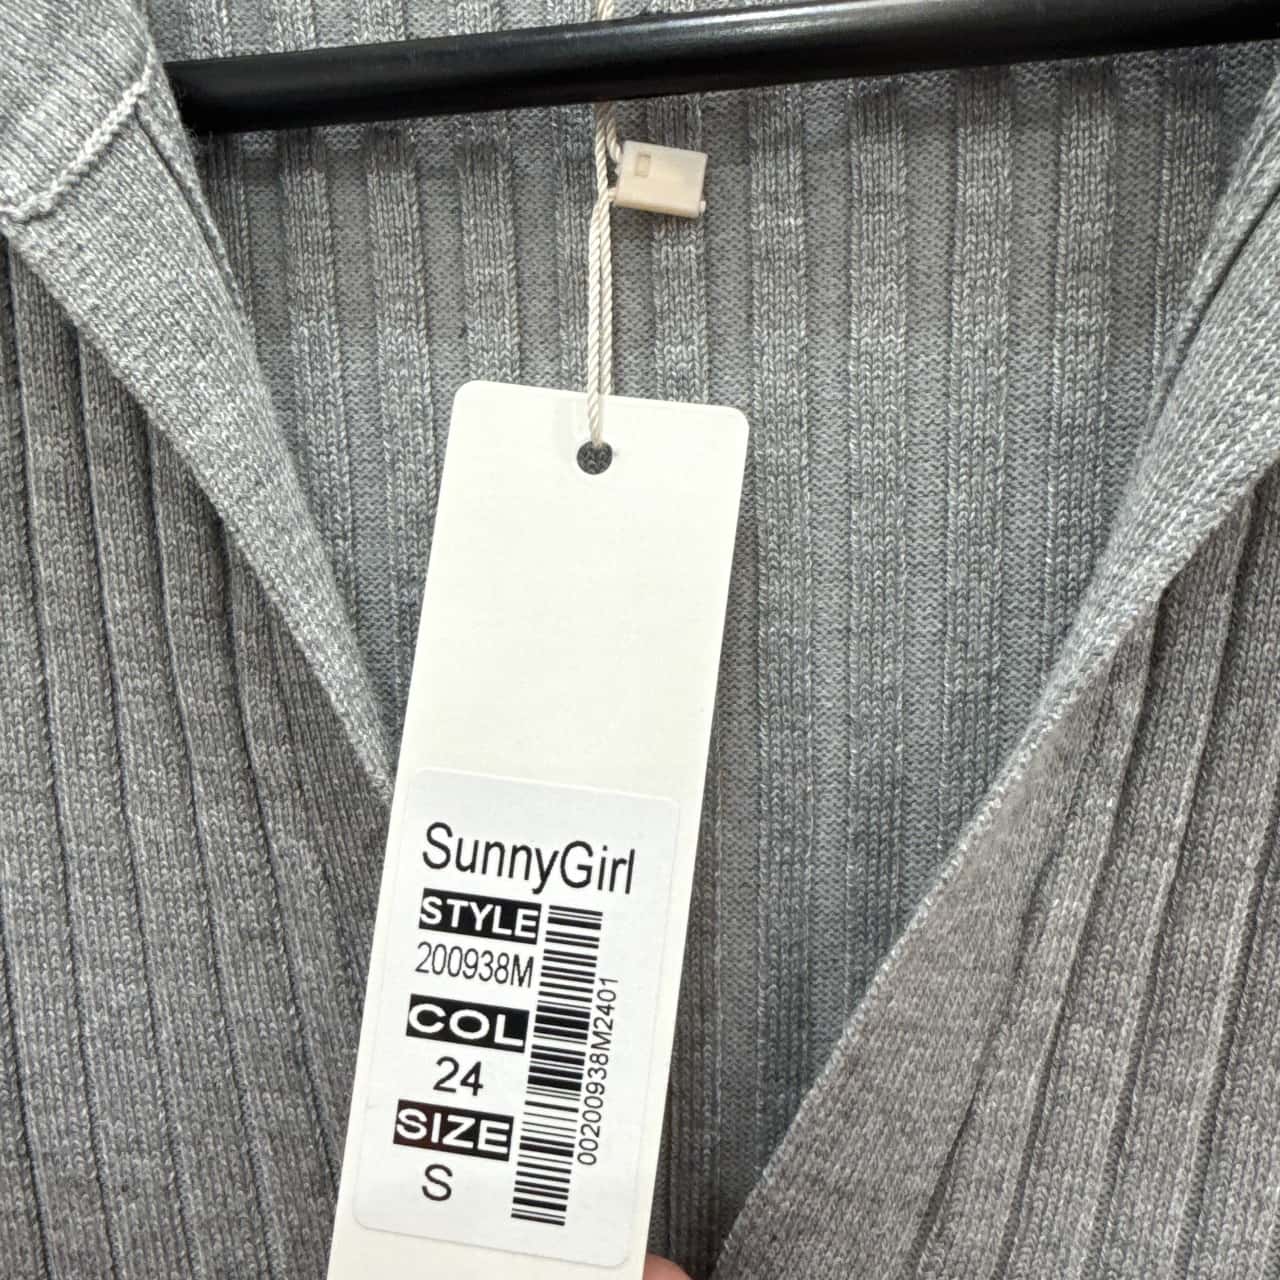 SunnyGirl
STYLE
200938M
COL
24
SIZE
S
00200938M2401